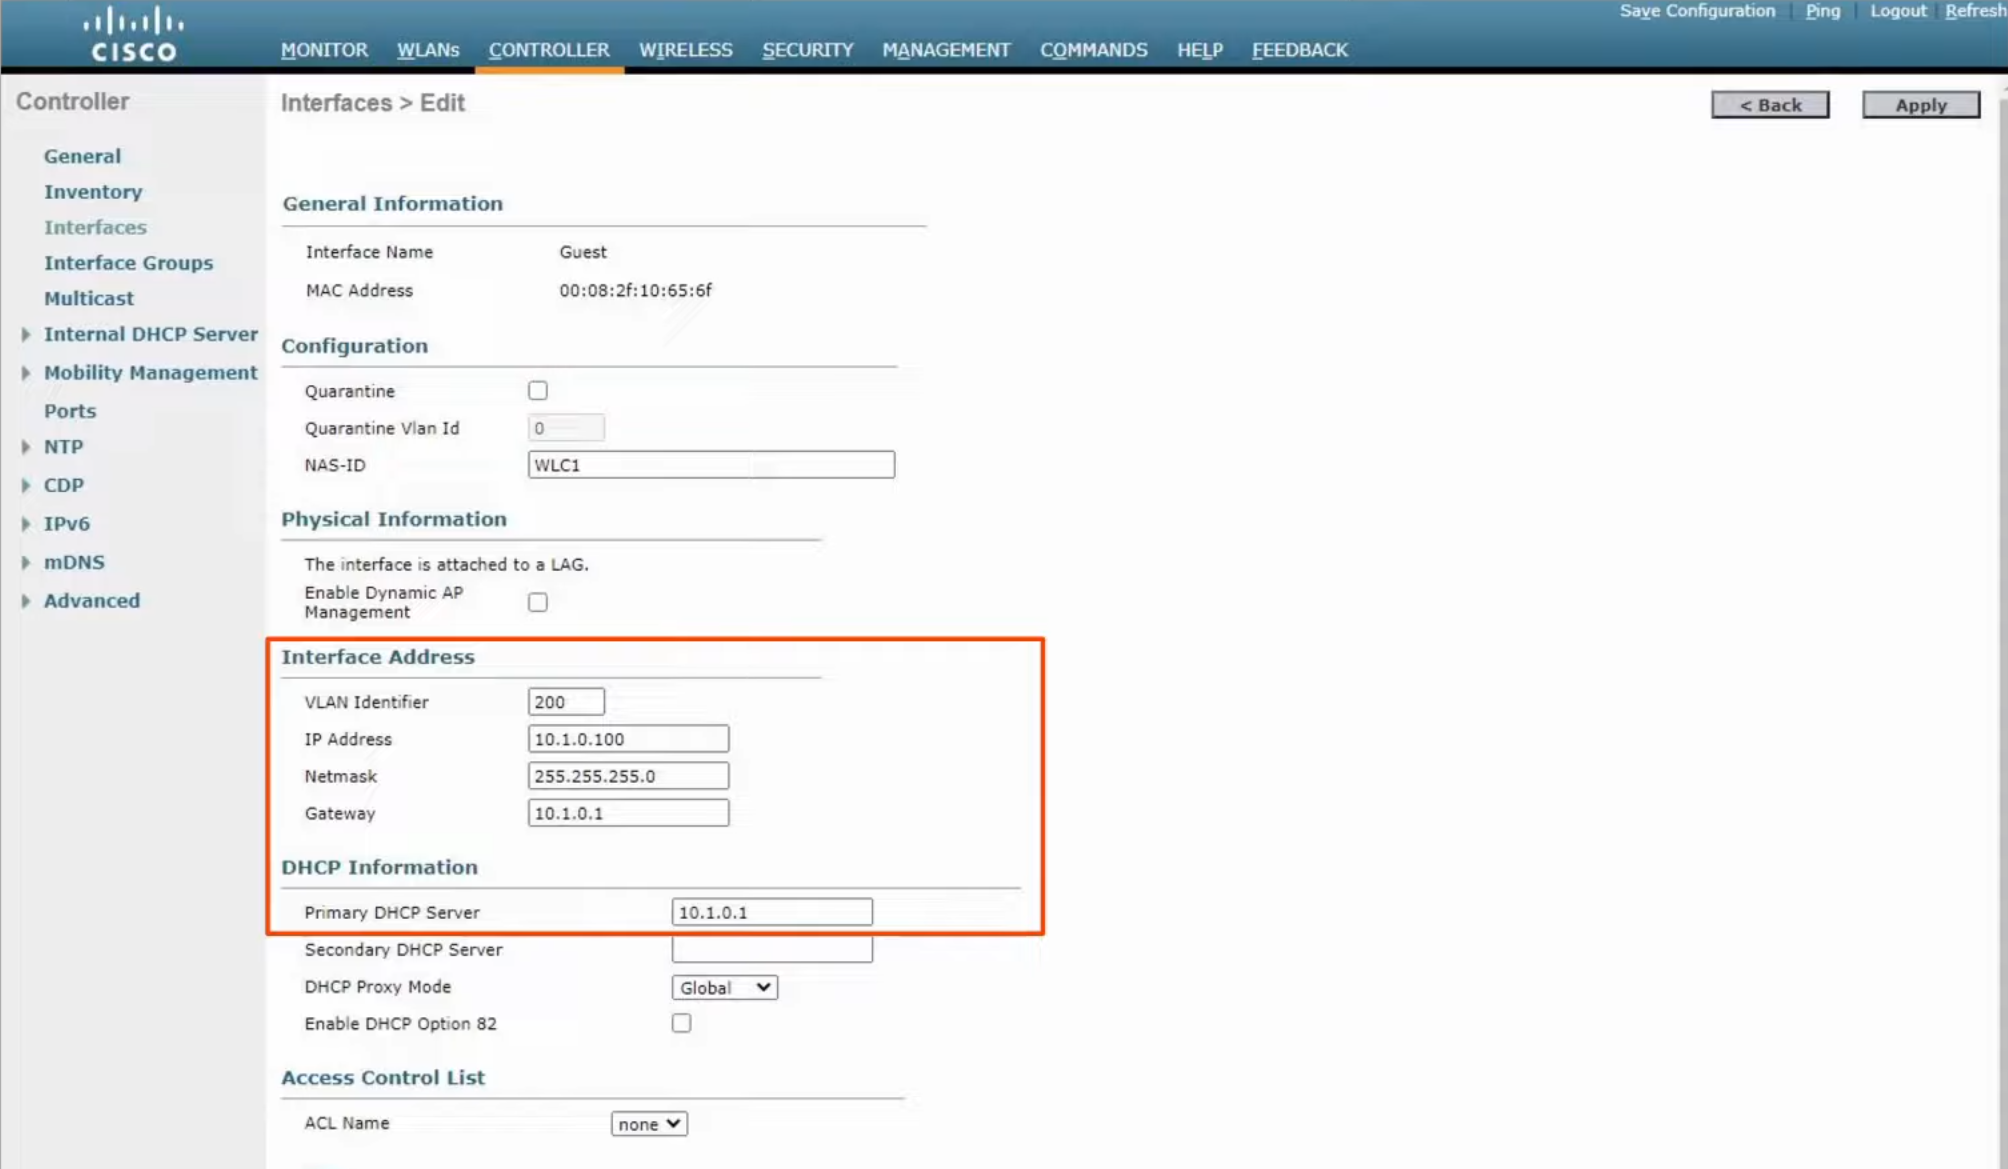 Save Configuration Ping Logout Refresh
CISCO
MONITOR WLANs CONTROLLER WIRELESS SECURITY MANAGEMENT COMMANDS HELP FEEDBACK
Controller
General
Inventory
Interfaces
Interface Groups
Multicast
Internal DHCP Server
Mobility Management
Ports
NTP
CDP
IPv6
mDNS
Advanced
Interfaces > Edit
< Back Apply
General Information
Interface Name Guest
MAC Address 00:08:2f:10:65:6f
Configuration
Quarantine
Quarantine Vlan Id 0
NAS-ID WLC1
Physical Information
The interface is attached to a LAG.
Enable Dynamic AP
Management
Interface Address
VLAN Identifier 200
IP Address 10.1.0.100
Netmask 255.255.255.0
Gateway 10.1.0.1
DHCP Information
Primary DHCP Server 10.1.0.1
Secondary DHCP Server
DHCP Proxy Mode Global
Enable DHCP Option 82
Access Control List
ACL Name none